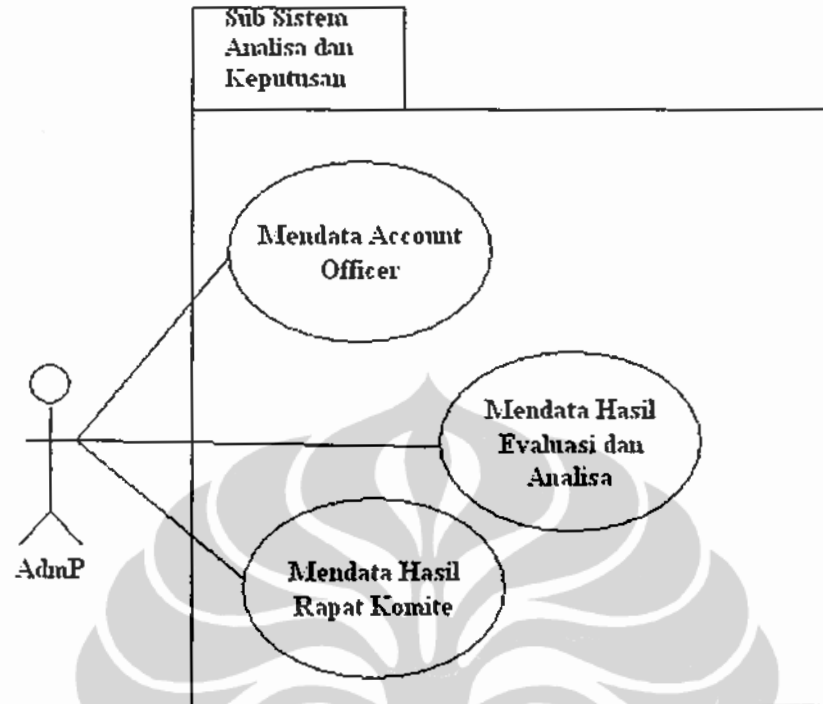 Sub Sistem
Analisa dan
Keputusan
Mendata Account
Officer
Mendata Hasil
Evaluasi dan
Analisa
AdmP
Mendata Hasil
Rapat Komite